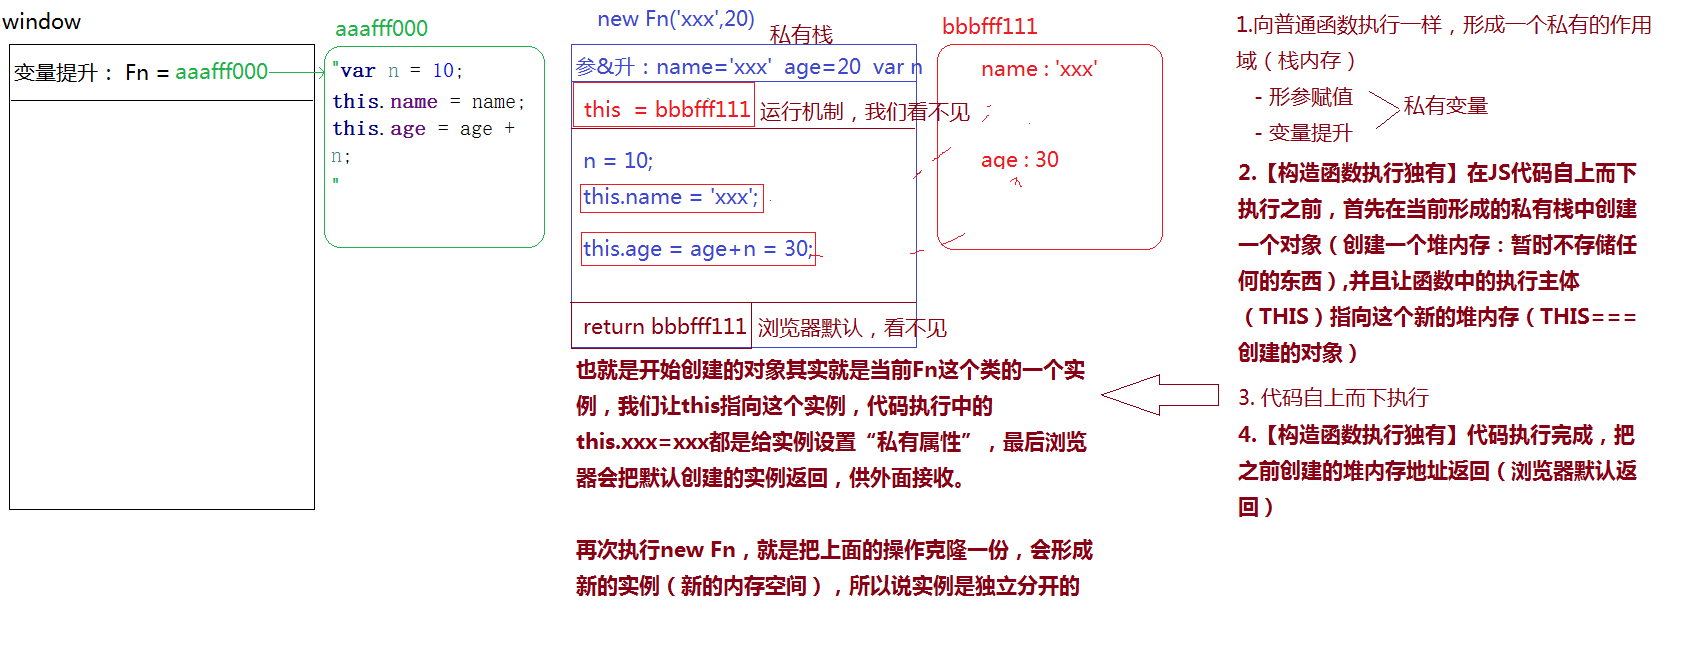 window
变量提升： Fn = aaafff000
aaafff000
"var n = 10;
this.name = name;
this.age = age +
n;
"
new Fn('xxx',20)
私有栈
参&升：name='xxx'  age=20  var n
this  = bbbfff111
运行机制，我们看不见
n = 10;
this.name = 'xxx';
this.age = age+n = 30;
return bbbfff111
浏览器默认，看不见
bbbfff111
name : 'xxx'
age : 30
也就是开始创建的对象其实就是当前Fn这个类的一个实
例，我们让this指向这个实例，代码执行中的
this.xxx=xxx都是给实例设置“私有属性”，最后浏览
器会把默认创建的实例返回，供外面接收。
再次执行new Fn，就是把上面的操作克隆一份，会形成
新的实例（新的内存空间），所以说实例是独立分开的
1.向普通函数执行一样，形成一个私有的作用
域（栈内存）
- 形参赋值
- 变量提升
私有变量
2.【构造函数执行独有】在JS代码自上而下
执行之前，首先在当前形成的私有栈中创建
一个对象（创建一个堆内存：暂时不存储任
何的东西）,并且让函数中的执行主体
（THIS）指向这个新的堆内存（THIS===
创建的对象）
3. 代码自上而下执行
4.【构造函数执行独有】代码执行完成，把
之前创建的堆内存地址返回（浏览器默认返
回）